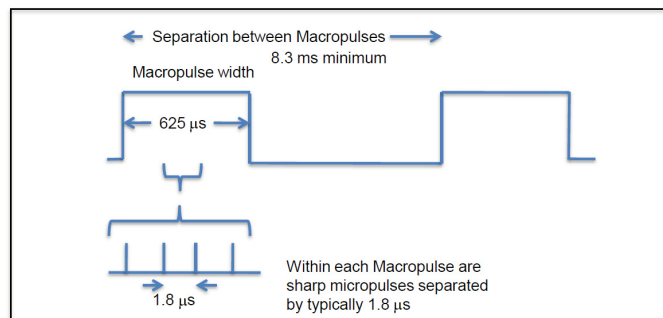 Separation between Macropulses
8.3 ms minimum
Macropulse width
625 μs
1.8 μs
Within each Macropulse are
sharp micropulses separated
by typically 1.8 μs